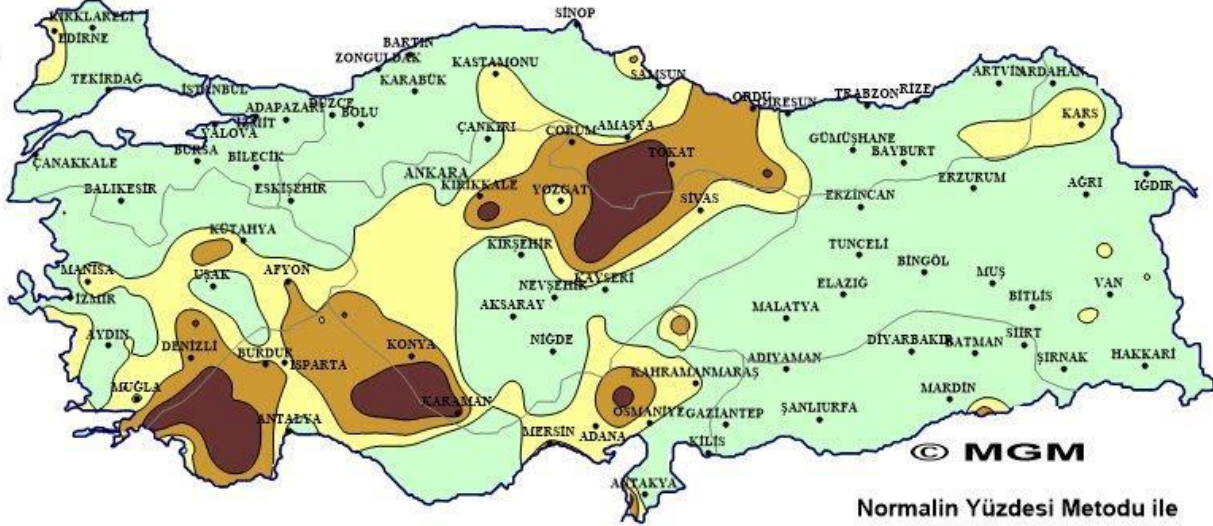 SİNOP
KIRKLARELİ
EDİRNE
BARTIN
ZONGULDAK
KASTAMONU
TEKİRDAĞ
KARABÜK
SAMSUN
ARTVİN
ARDAHAN
İSTANBUL
DÜZCE
ORDU
GİRESUN
TRABZON
RİZE
ADAPAZARI
İZMİT
BOLU
YALOVA
ÇANKIRI
ÇORUM
AMASYA
KARS
GÜMÜŞHANE
BAYBURT
ÇANAKKALE
BURSA
BİLECİK
TOKAT
ANKARA
KIRIKKALE
YOZGAT
BALIKESİR
ESKİŞEHİR
SİVAS
ERZİNCAN
ERZURUM
AĞRI
IĞDIR
KÜTAHYA
KIRŞEHİR
TUNCELİ
BİNGÖL
MANİSA
UŞAK
AFYON
NEVŞEHİR
KAYSERİ
ELAZIĞ
MUŞ
VAN
İZMİR
AKSARAY
MALATYA
BİTLİS
AYDIN
DENİZLİ
BURDUR
ISPARTA
KONYA
NİĞDE
DİYARBAKIR
BATMAN
SİİRT
ŞIRNAK
HAKKARİ
KAHRAMANMARAŞ
ADIYAMAN
MUĞLA
MARDİN
ANTALYA
KARAMAN
OSMANİYE
GAZİANTEP
ŞANLIURFA
MERSİN
ADANA
KİLİS
© MGM
ANTAKYA
Normalin Yüzdesi Metodu ile